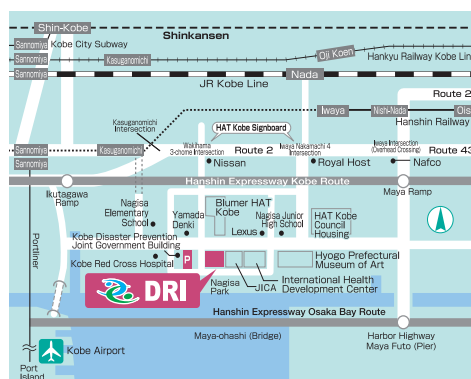 Shin-Kobe
Shinkansen
Sannomiya
Kobe City Subway
Oji Koen
Sannomiya
Kasuganomichi
Hankyu Railway Kobe Lin
Sannomiya
Nada
JR Kobe Line
Route 2
Kasuganomichi
Intersection
Iwaya
Nishi-Nada
Ois
Hanshin Railway
HAT Kobe Signboard
Sannomiya
Kasuganomichi
Wakihama
3-chome Intersection
Route 2
Iwaya Nakamachi 4
Intersection
Iwaya Intersection
(Overhead Crossing)
Route 43
Sannomiya
Nissan
Royal Host
Nafco
Hanshin Expressway Kobe Route
Ikutagawa
Ramp
Maya Ramp
Nagisa
Elementary
School
Yamada
Denki
Blumer HAT
Kobe
Lexus
Nagisa Junior
High School
HAT Kobe
Council
Housing
Kobe Disaster Prevention
Joint Government Building
Kobe Red Cross Hospital
P
Hyogo Prefectural
Museum of Art
Portliner
DRI
Nagisa
Park
JICA
International Health
Development Center
Hanshin Expressway Osaka Bay Route
Maya-ohashi (Bridge)
Harbor Highway
Maya Futo (Pier)
Kobe Airport
Port
Island